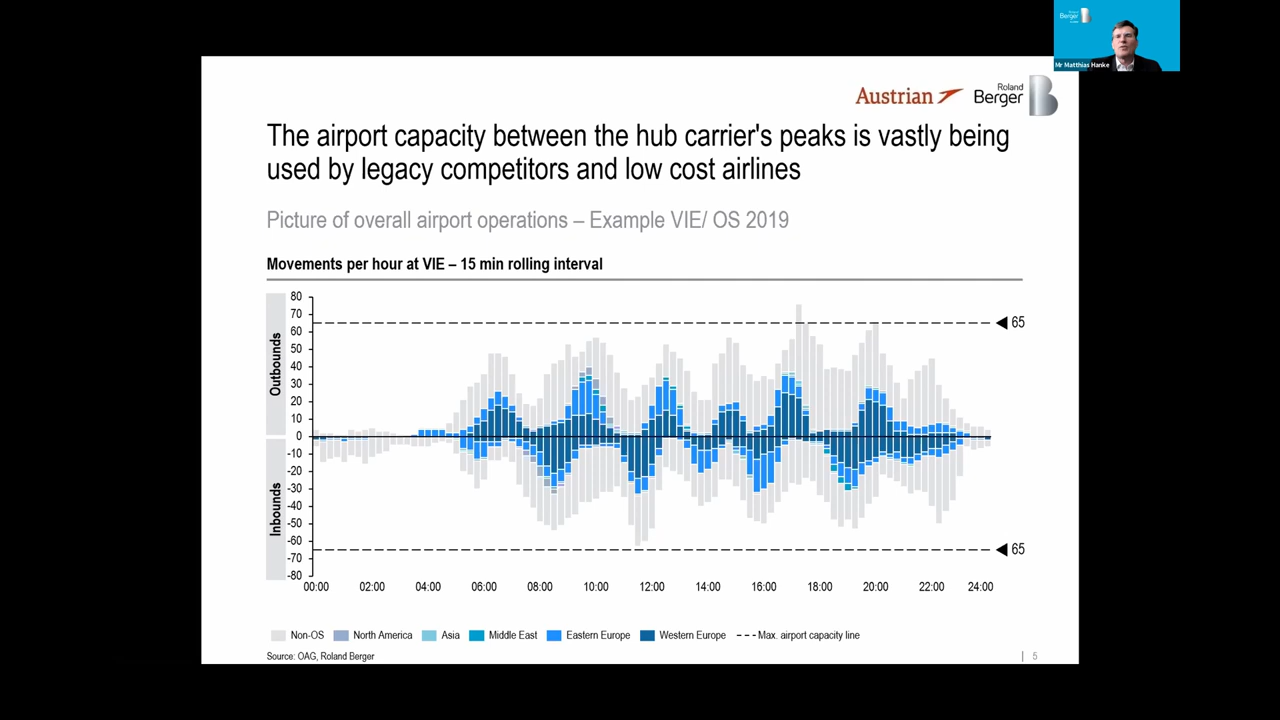 Roland
Berger
Mr Matthias Hanke
Austrian
Roland
Berger
The airport capacity between the hub carrier's peaks is vastly being
used by legacy competitors and low cost airlines
Picture of overall airport operations – Example VIE/ OS 2019
Movements per hour at VIE – 15 min rolling interval
Outbounds
Inbounds
80
70
60
50
40
30
20
10
0
-10
-20
-30
-40
-50
-60
-70
-80
65
65
00:00 02:00 04:00 06:00 08:00 10:00 12:00 14:00 16:00 18:00 20:00 22:00 24:00
Non-OS North America Asia Middle East Eastern Europe Western Europe Max. airport capacity line
Source: OAG, Roland Berger
5